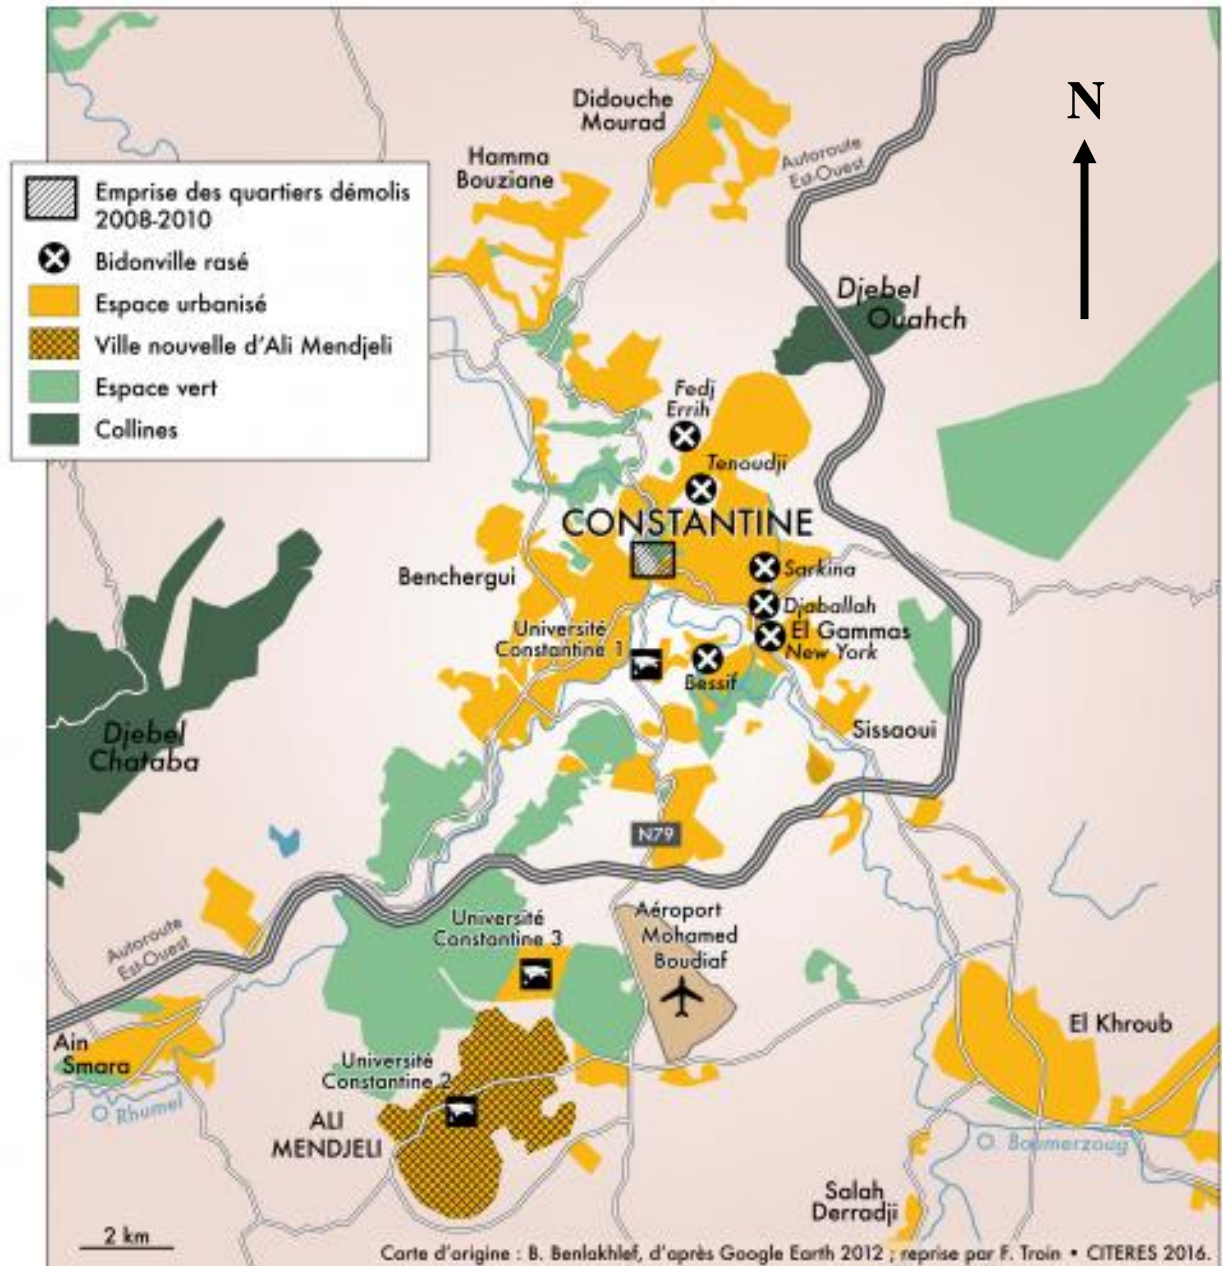 N
Didouche
Mourad
Hamma
Bouziane
Autoroute
Est-Ouest
Emprise des quartiers démolis
2008-2010
Bidonville rasé
Espace urbanisé
Ville nouvelle d'Ali Mendjeli
Espace vert
Collines
Djebel
Ouahch
Fedj
Errih
Tenoudji
CONSTANTINE
Benchergui
Sarkina
Djaballah
El Gammas
New York
Université
Constantine 1
Bessif
Sissaoui
Djebel
Chataba
N79
Autoroute
Est-Ouest
Université
Constantine 3
Aéroport
Mohamed
Boudiaf
Ain
Smara
El Khroub
Université
Constantine 2
O. Rhumel
ALI
MENDJELI
O. Boumerzoug
Salah
Derradji
2 km
Carte d'origine : B. Benlakhlef, d'après Google Earth 2012 ; reprise par F. Troin • CITERES 2016.